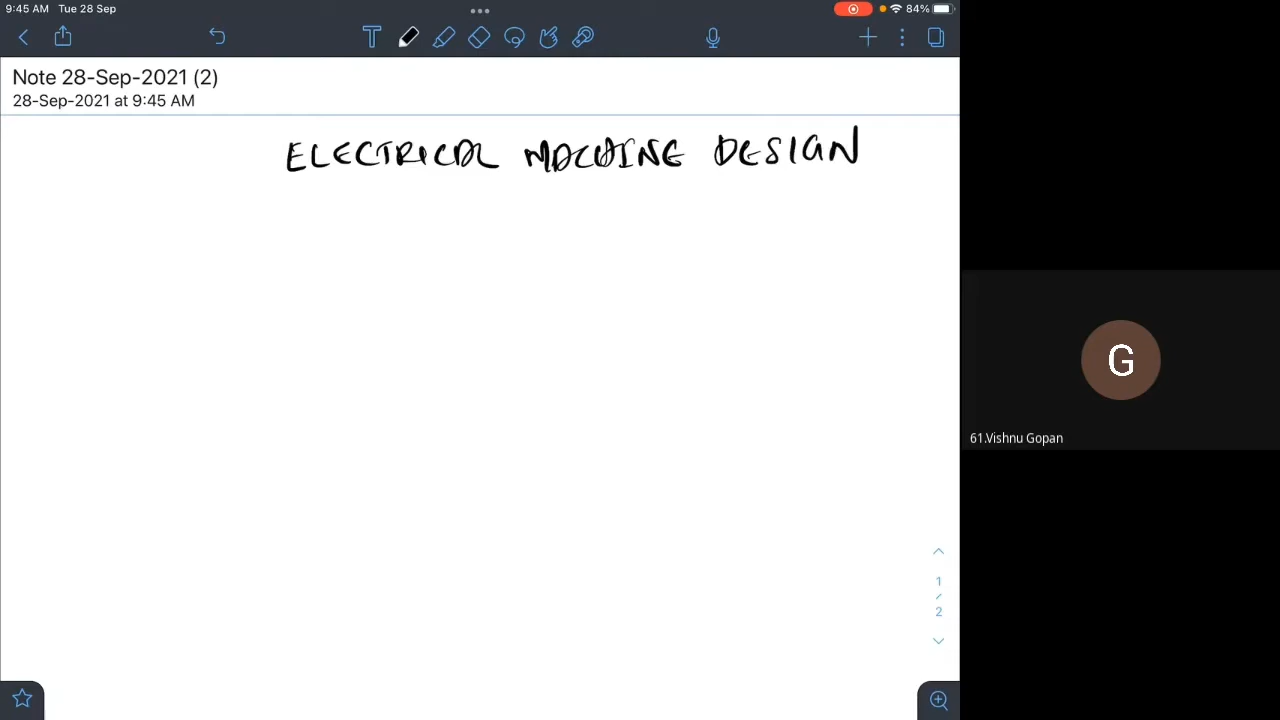 9:45 AM Tue 28 Sep
84%
T
Note 28-Sep-2021 (2)
28-Sep-2021 at 9:45 AM
ELECTRICAL MACHINE DESIGN
G
61.Vishnu Gopan
1
/
2